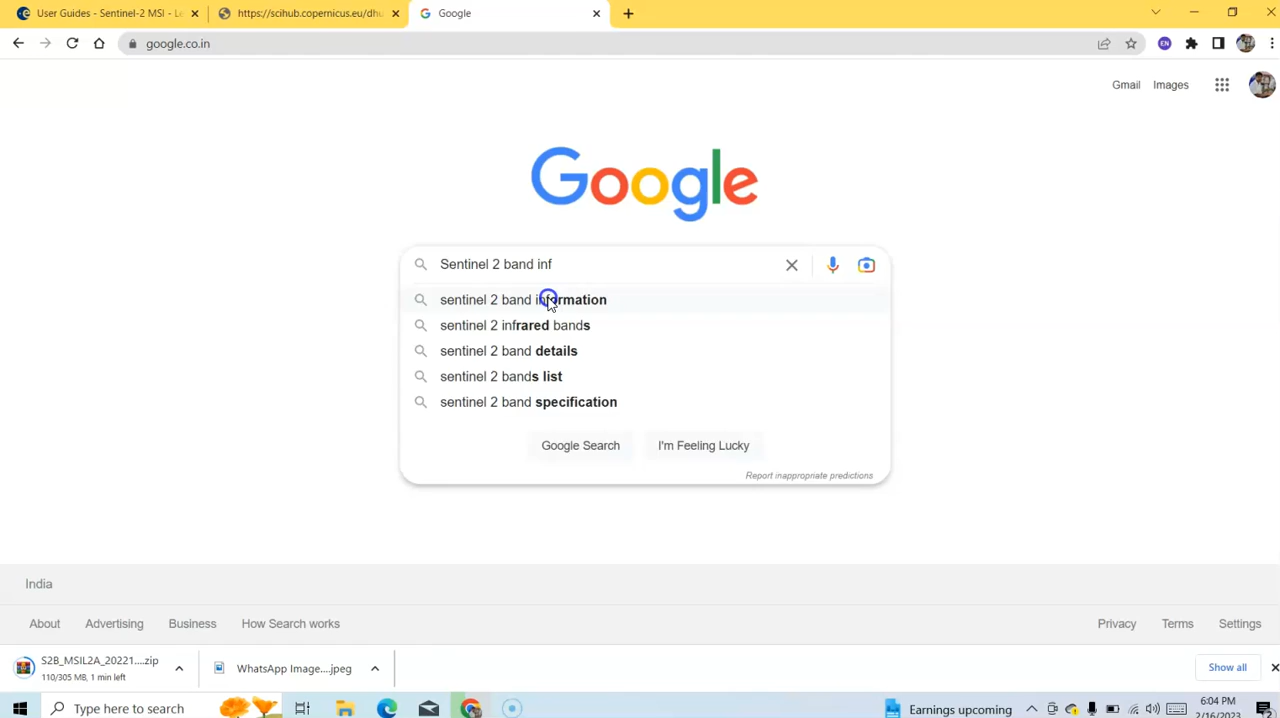 User Guides - Sentinel-2 MSI - Le
https://scihub.copernicus.eu/dhu
Google
google.co.in
EN
Gmail
Images
Google
Sentinel 2 band inf
sentinel 2 band information
sentinel 2 infrared bands
sentinel 2 band details
sentinel 2 bands list
sentinel 2 band specification
Google Search
I'm Feeling Lucky
Report inappropriate predictions
India
About
Advertising
Business
How Search works
Privacy
Terms
Settings
S2B_MSIL2A_20221....zip
110/305 MB, 1 min left
WhatsApp Image....jpeg
Show all
Type here to search
Earnings upcoming
6:04 PM